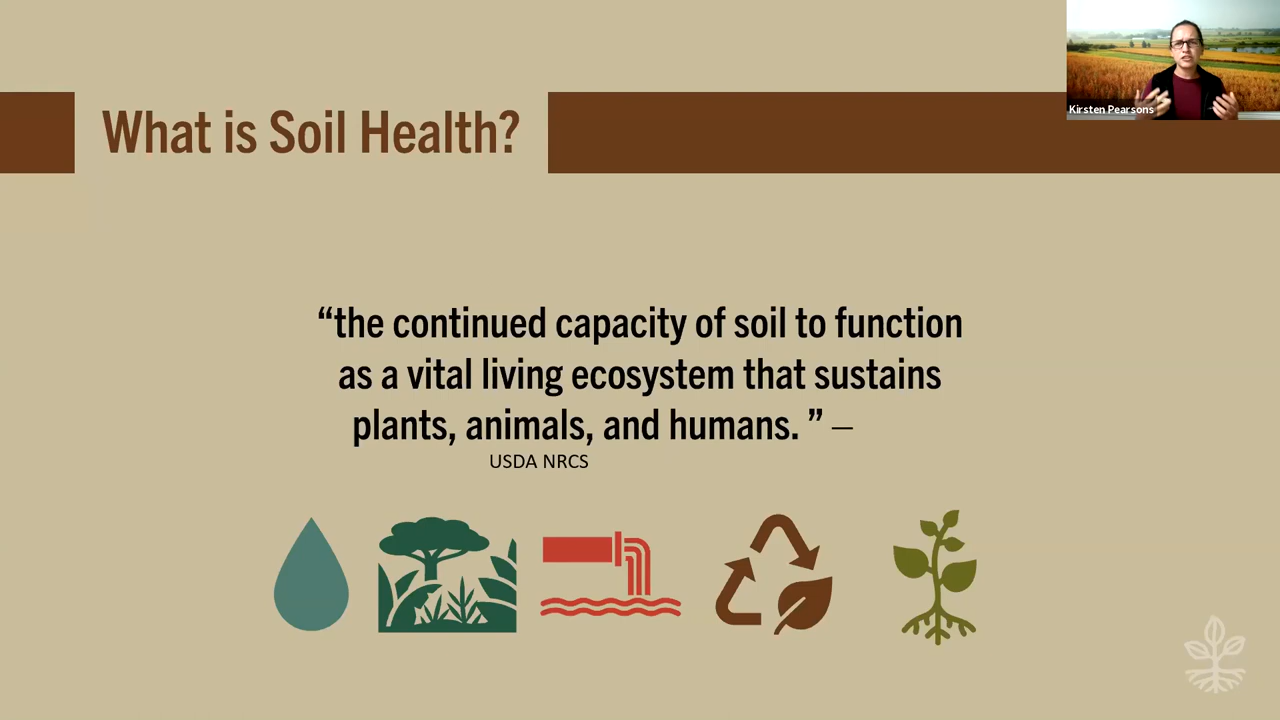 What is Soil Health?
Kirsten Pearsons
“the continued capacity of soil to function
as a vital living ecosystem that sustains
plants, animals, and humans. ” –
USDA NRCS